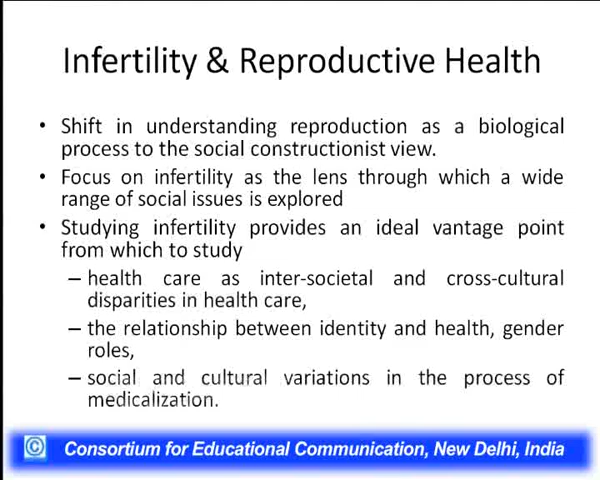 Infertility & Reproductive Health
• Shift in understanding reproduction as a biological
process to the social constructionist view.
• Focus on infertility as the lens through which a wide
range of social issues is explored
• Studying infertility provides an ideal vantage point
from which to study
– health care as inter-societal and cross-cultural
disparities in health care,
– the relationship between identity and health, gender
roles,
– social and cultural variations in the process of
medicalization.
© Consortium for Educational Communication, New Delhi, India